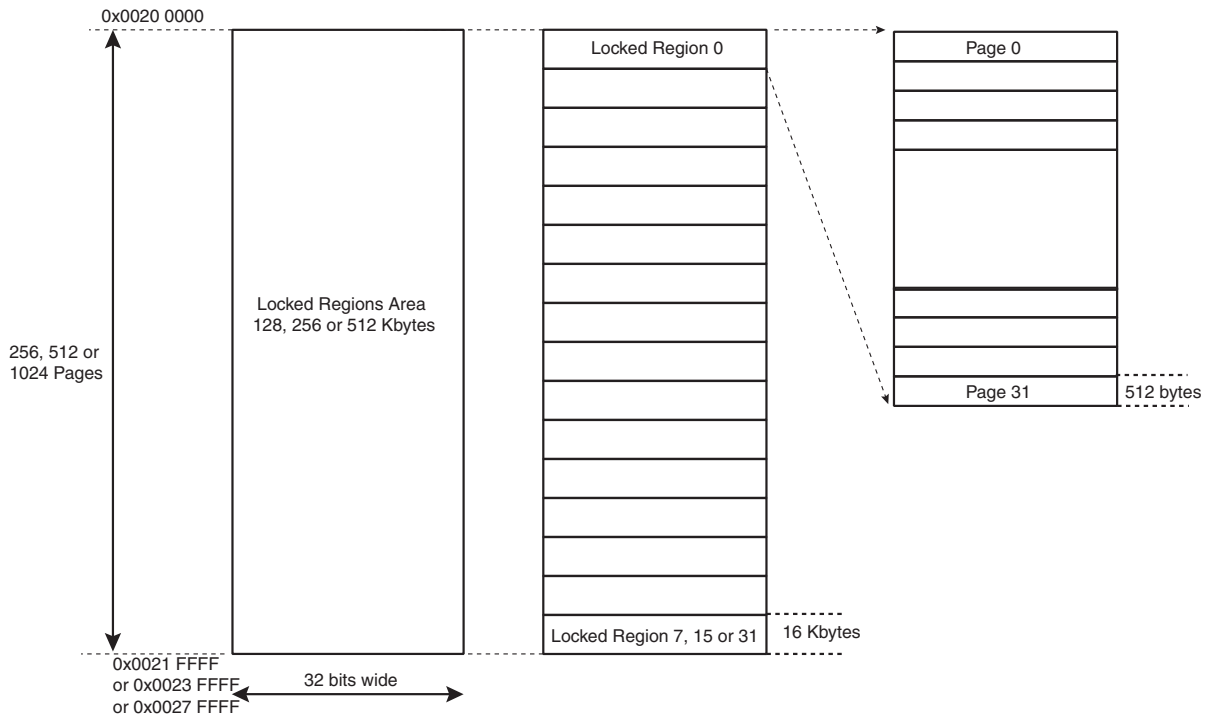 0x0020 0000
Locked Region 0
Page 0
Locked Regions Area
128, 256 or 512 Kbytes
256, 512 or
1024 Pages
Page 31
512 bytes
Locked Region 7, 15 or 31
16 Kbytes
0x0021 FFFF
or 0x0023 FFFF
or 0x0027 FFFF
32 bits wide